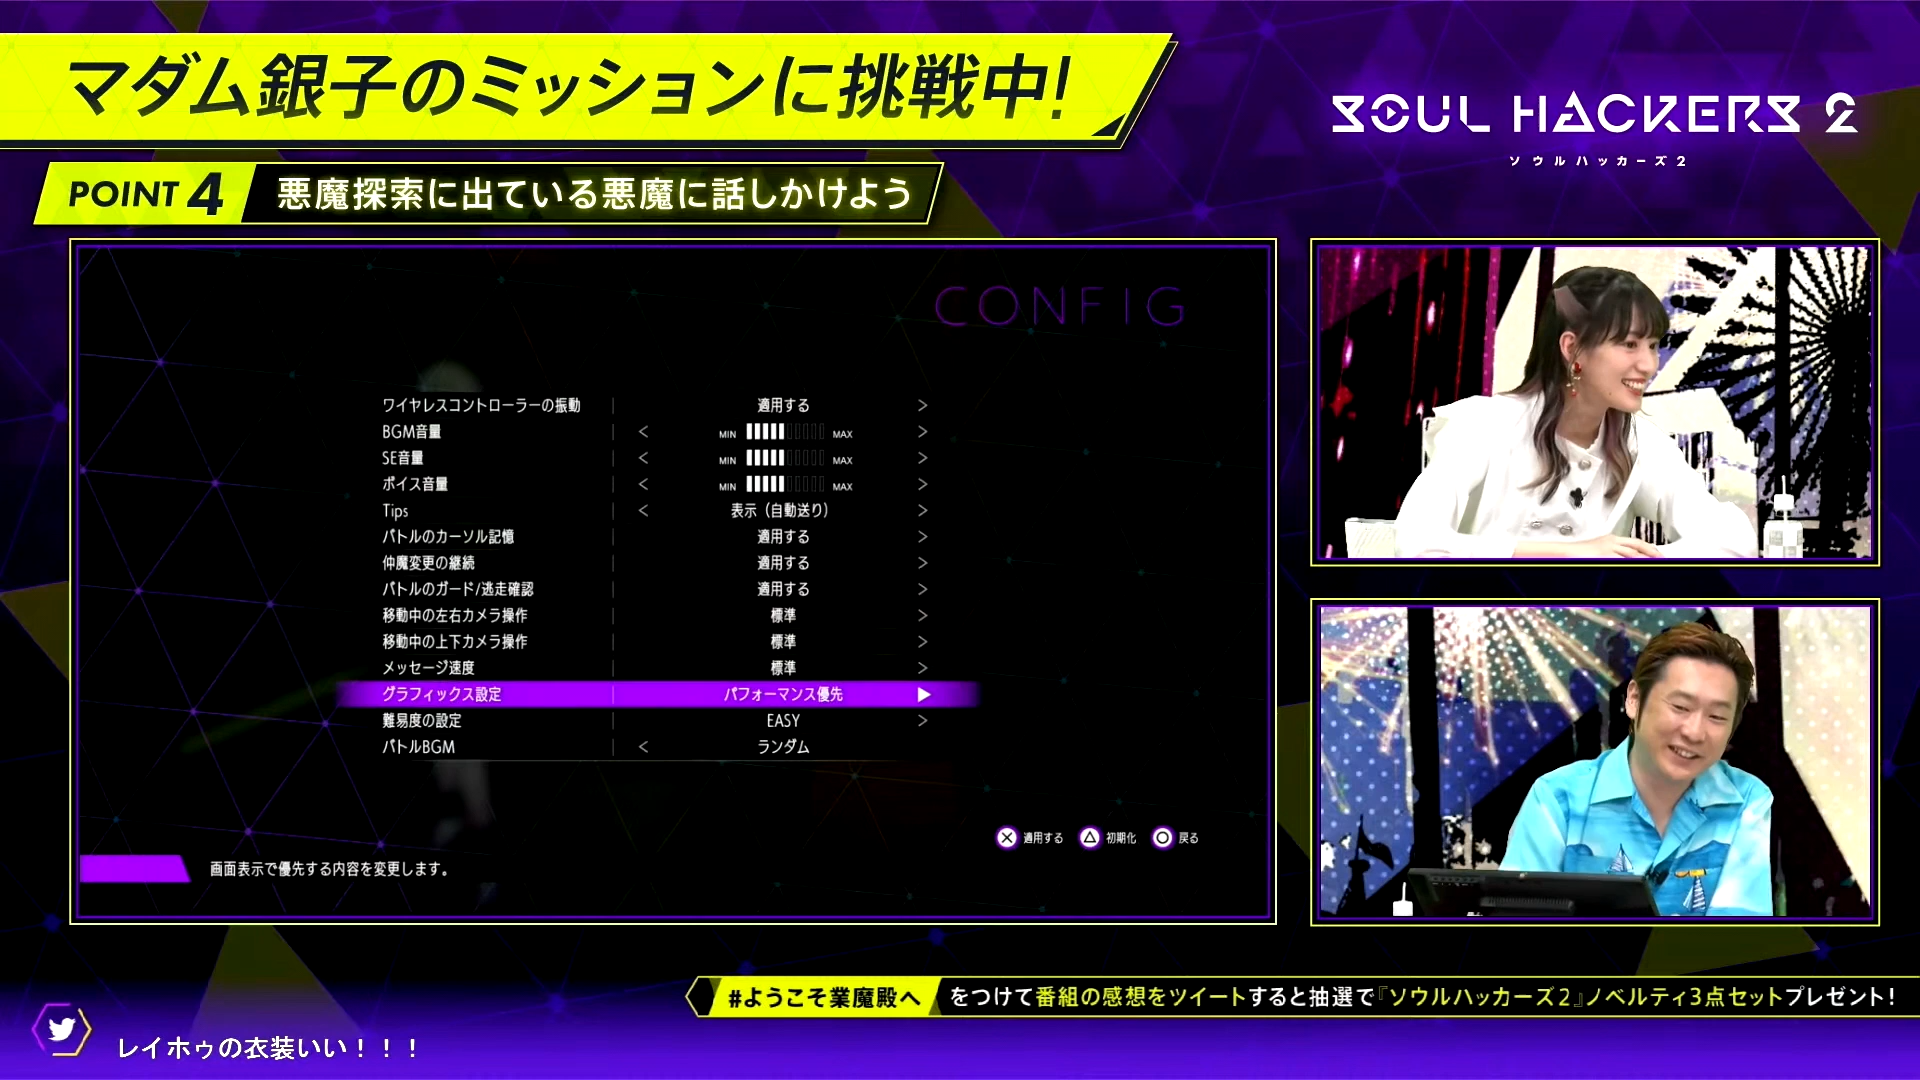 マダム銀子のミッションに挑戦中!
SOUL HACKERS 2
ソウルハッカーズ2
POINT 4 悪魔探索に出ている悪魔に話しかけよう
CONFIG
ワイヤレスコントローラーの振動 適用する >
BGM音量 < MIN MAX >
SE音量 < MIN MAX >
ボイス音量 < MIN MAX >
Tips < 表示（自動送り） >
バトルのカーソル記憶 適用する >
仲魔変更の継続 適用する >
バトルのガード/逃走確認 適用する >
移動中の左右カメラ操作 標準 >
移動中の上下カメラ操作 標準 >
メッセージ速度 標準 >
グラフィックス設定 パフォーマンス優先 ▶
難易度の設定 EASY >
バトルBGM < ランダム
適用する 初期化 戻る
画面表示で優先する内容を変更します。
#ようこそ業魔殿へ をつけて番組の感想をツイートすると抽選で『ソウルハッカーズ2』ノベルティ3点セットプレゼント!
レイホゥの衣装いい！！！